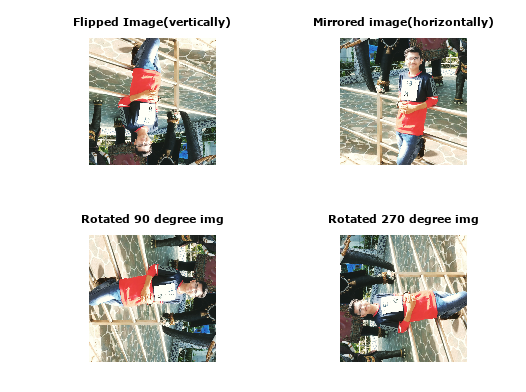 Flipped Image(vertically)
Mirrored image(horizontally)
Rotated 90 degree img
Rotated 270 degree img